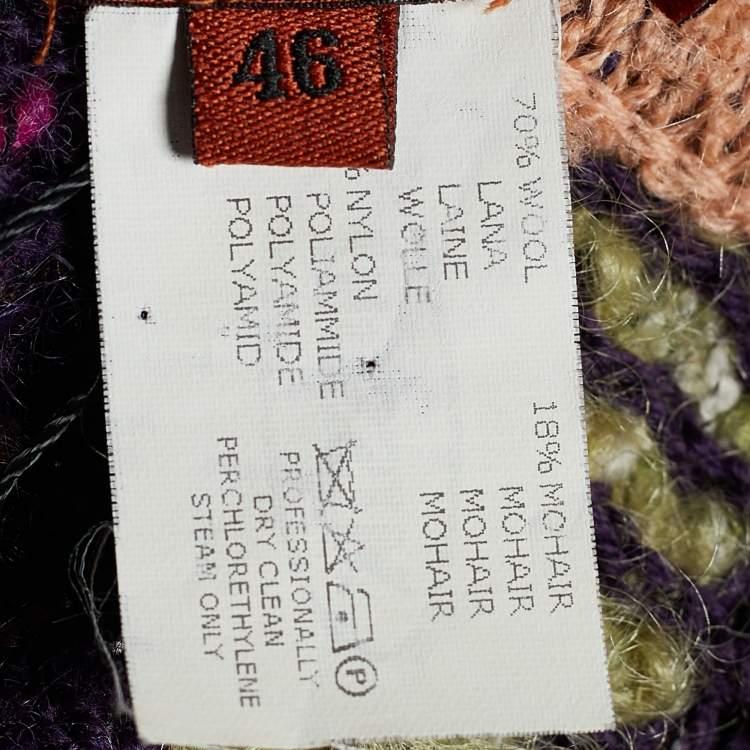 46
70% WOOL
LANA
LAINE
WOLLE
18% MOHAIR
MOHAIR
MOHAIR
MOHAIR
% NYLON
POLIAMMIDE
POLYAMIDE
POLYAMID
P
PROFESSIONALLY
DRY CLEAN
PERCHLORETHYLENE
STEAM ONLY